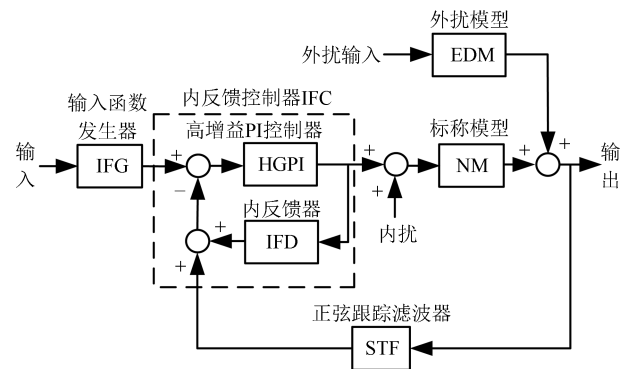 外扰模型
外扰输入
EDM
输入函数
发生器
内反馈控制器IFC
高增益PI控制器
标称模型
输
入
IFG
+
−
HGPI
+
+
内扰
NM
+
+
输
出
内反馈器
IFD
+
+
正弦跟踪滤波器
STF